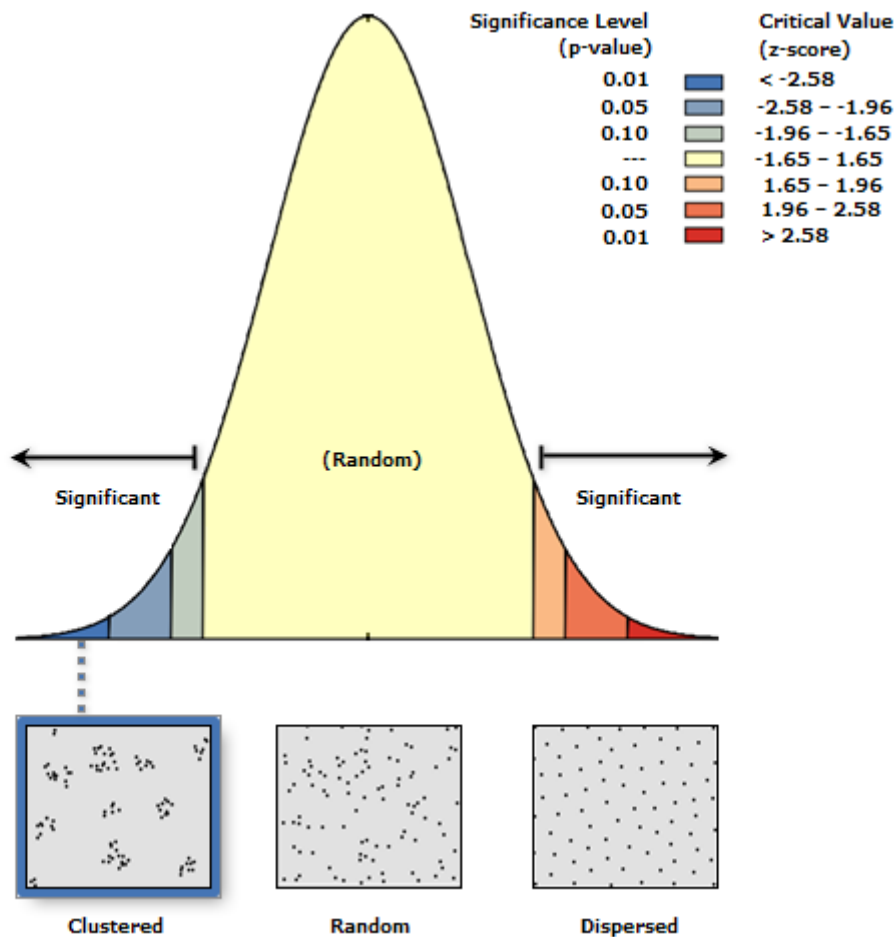 Significance Level Critical Value
(p-value) (z-score)
0.01 < -2.58
0.05 -2.58 – -1.96
0.10 -1.96 – -1.65
--- -1.65 – 1.65
0.10 1.65 – 1.96
0.05 1.96 – 2.58
0.01 > 2.58
(Random)
Significant Significant
Clustered Random Dispersed